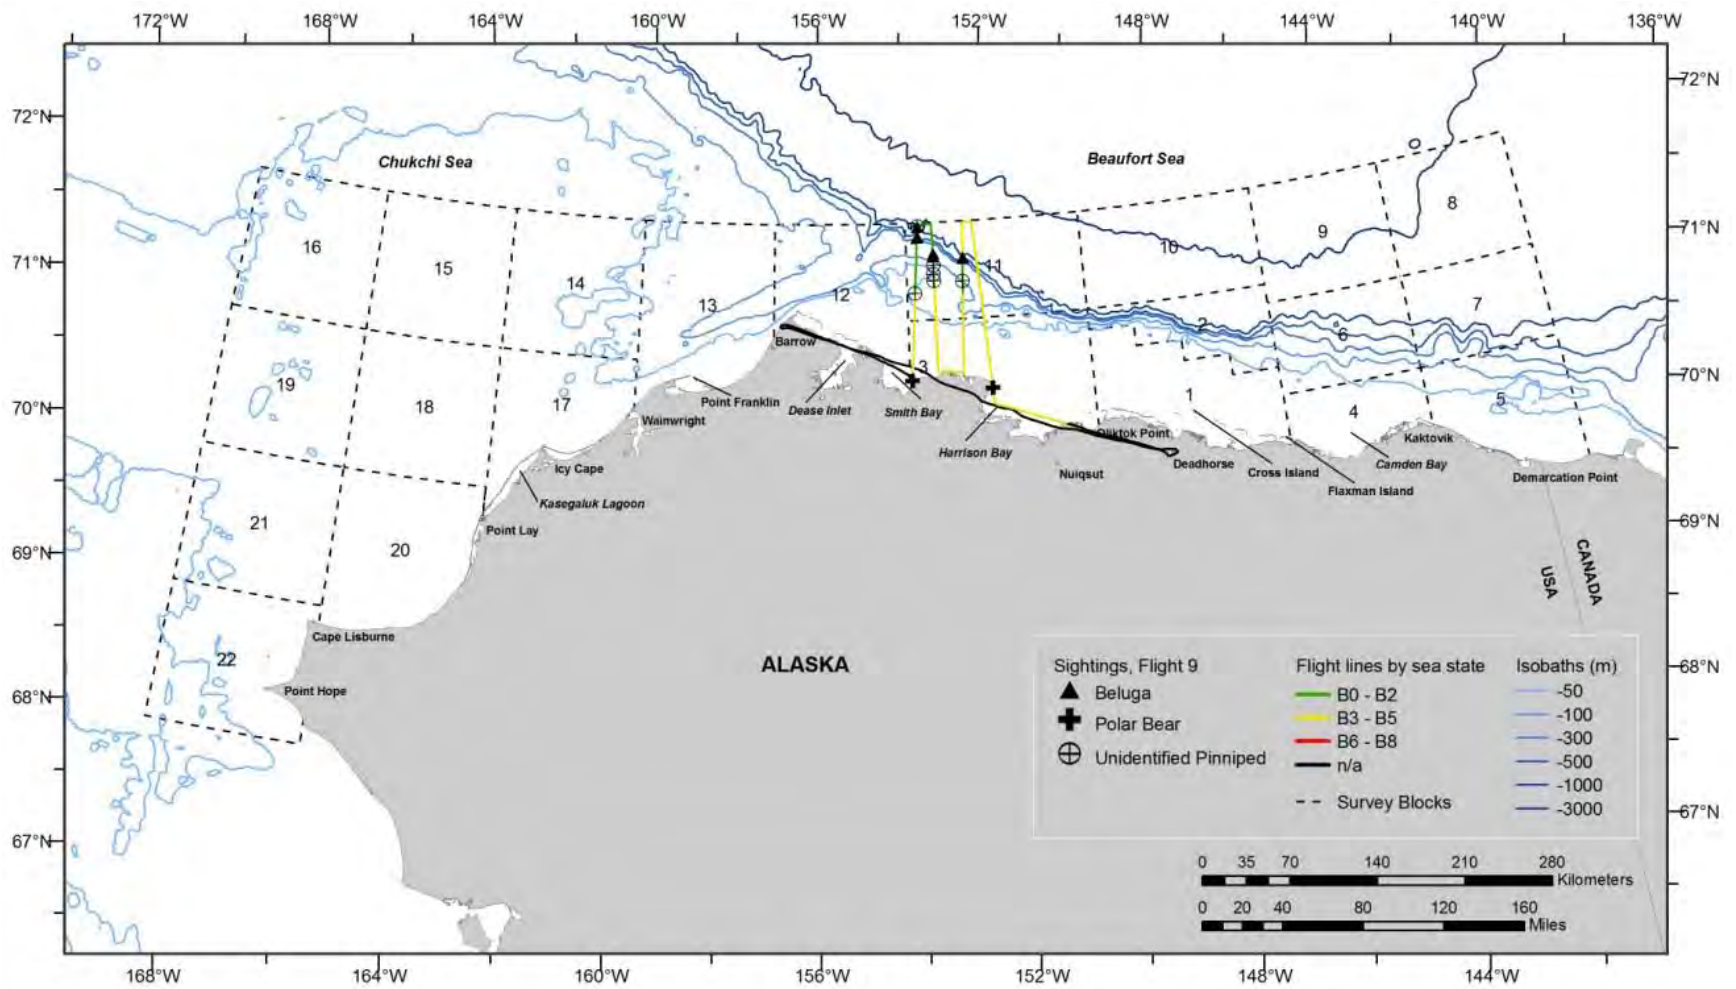 172°W 168°W 164°W 160°W 156°W 152°W 148°W 144°W 140°W 136°W
72°N 72°N
Chukchi Sea Beaufort Sea
8
9
71°N 16 15 10 71°N
14 11
13 12 7
2 6
Barrow
19 3 70°N
70°N 18 17 Point Franklin Dease Inlet Smith Bay 1 4 5
Wainwright Harrison Bay Oliktok Point Kaktovik
Icy Cape Nuiqsut Deadhorse Cross Island Camden Bay
Kasegaluk Lagoon Flaxman Island Demarcation Point
21 Point Lay 69°N
69°N 20
USA CANADA
Cape Lisburne
22
68°N Point Hope ALASKA 68°N
Sightings, Flight 9
Beluga
Polar Bear
Unidentified Pinniped
Flight lines by sea state
B0 - B2
B3 - B5
B6 - B8
n/a
Survey Blocks
Isobaths (m)
-50
-100
-300
-500
-1000
-3000
67°N 67°N
0 35 70 140 210 280
Kilometers
0 20 40 80 120 160
Miles
168°W 164°W 160°W 156°W 152°W 148°W 144°W